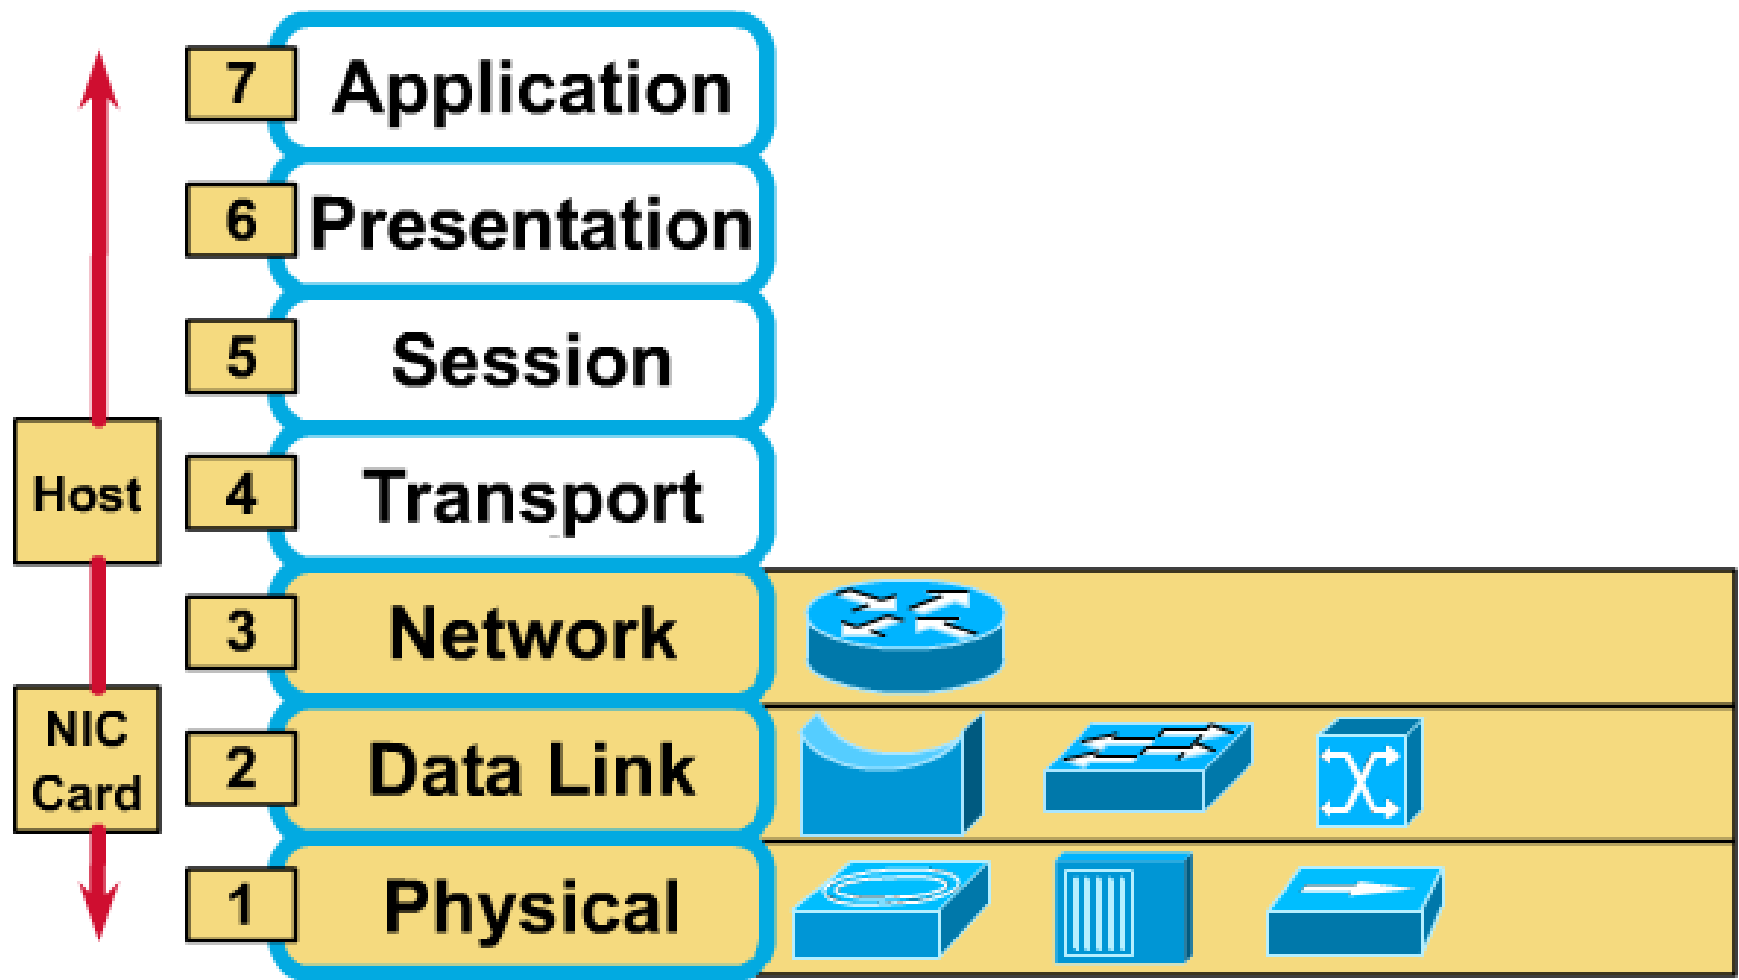 7 Application
6 Presentation
5 Session
Host
4 Transport
3 Network
NIC
Card
2 Data Link
1 Physical